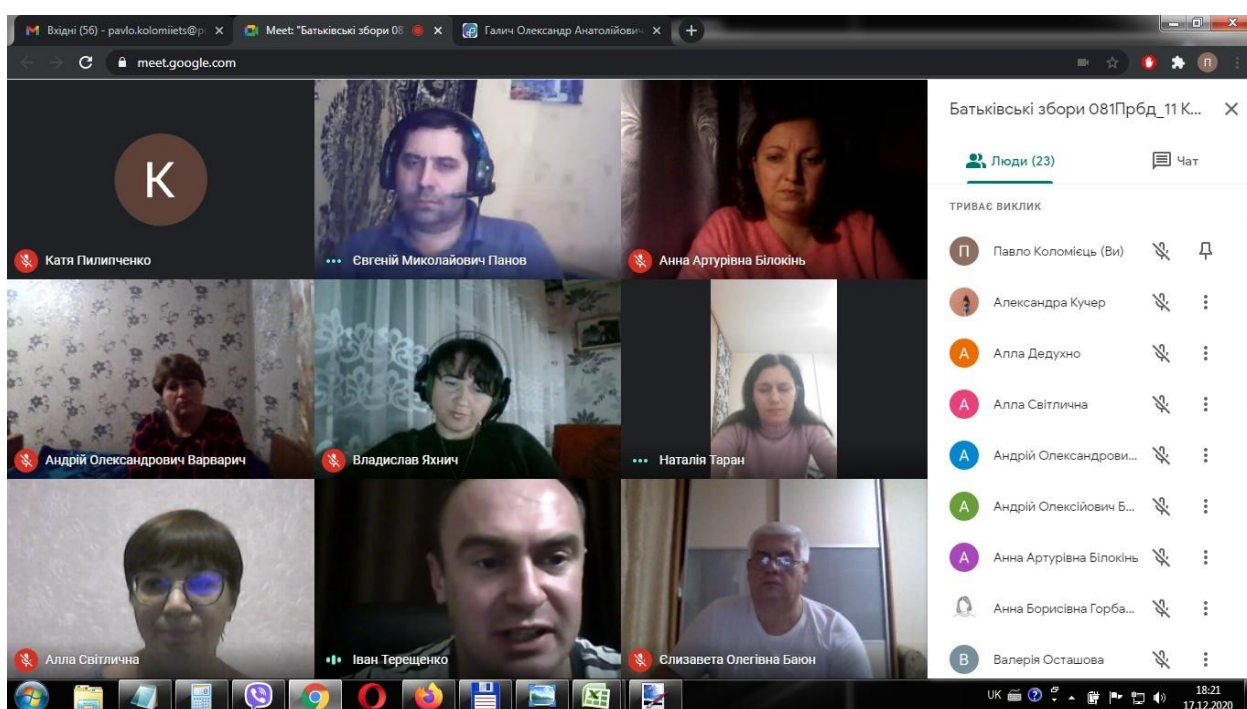 Вхідні (56) - pavlo.kolomiiets@p
Meet: "Батьківські збори 08
Галич Олександр Анатолійович
meet.google.com
П
K
Катя Пилипченко
Євгеній Миколайович Панов
Анна Артурівна Білокінь
Андрій Олександрович Варварич
Владислав Яхнич
Наталія Таран
Алла Світлична
Іван Терещенко
Єлизавета Олегівна Баюн
Батьківські збори 081Прбд_11 К...
Люди (23)
Чат
ТРИВАЄ ВИКЛИК
П Павло Коломієць (Ви)
Александра Кучер
А Алла Дедухно
А Алла Світлична
А Андрій Олександрови...
А Андрій Олексійович Б...
А Анна Артурівна Білокінь
Анна Борисівна Горба...
В Валерія Осташова
UK
18:21
17.12.2020